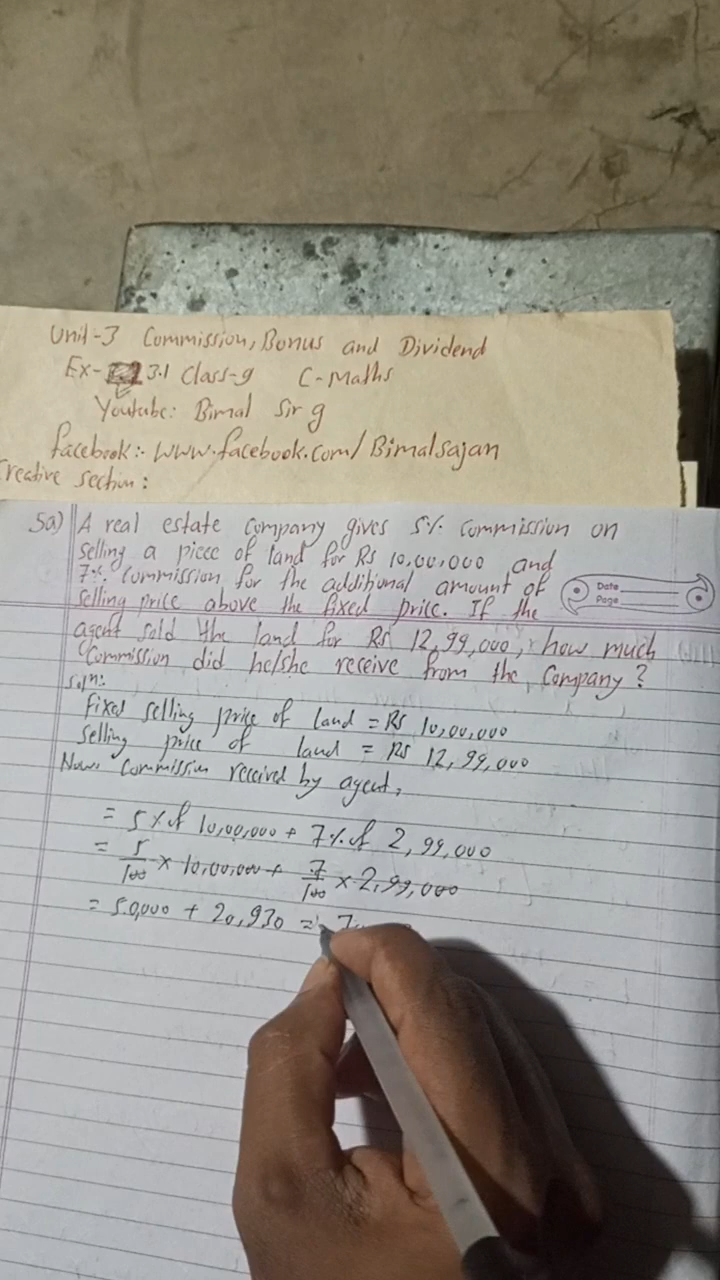 Unit-3 Commission, Bonus and Dividend
Ex- 3.1 Class-9 C-Maths
Youtube: Bimal Sir g
facebook:- www.facebook.com/Bimalsajan
Creative section:
5a) A real estate company gives 5% commission on
selling a piece of land for Rs 10,00,000 and
7% commission for the additional amount of
selling price above the fixed price. If the
Date
Page
agent sold the land for Rs 12,99,000, how much
commission did he/she receive from the company?
Soln:
Fixed selling price of land = Rs 10,00,000
Selling price of land = Rs 12,99,000
Now, Commission received by agent,
= 5% of 10,00,000 + 7% of 2,99,000
= 5/100 × 10,00,000 + 7/100 × 2,99,000
= 50,000 + 20,930 =